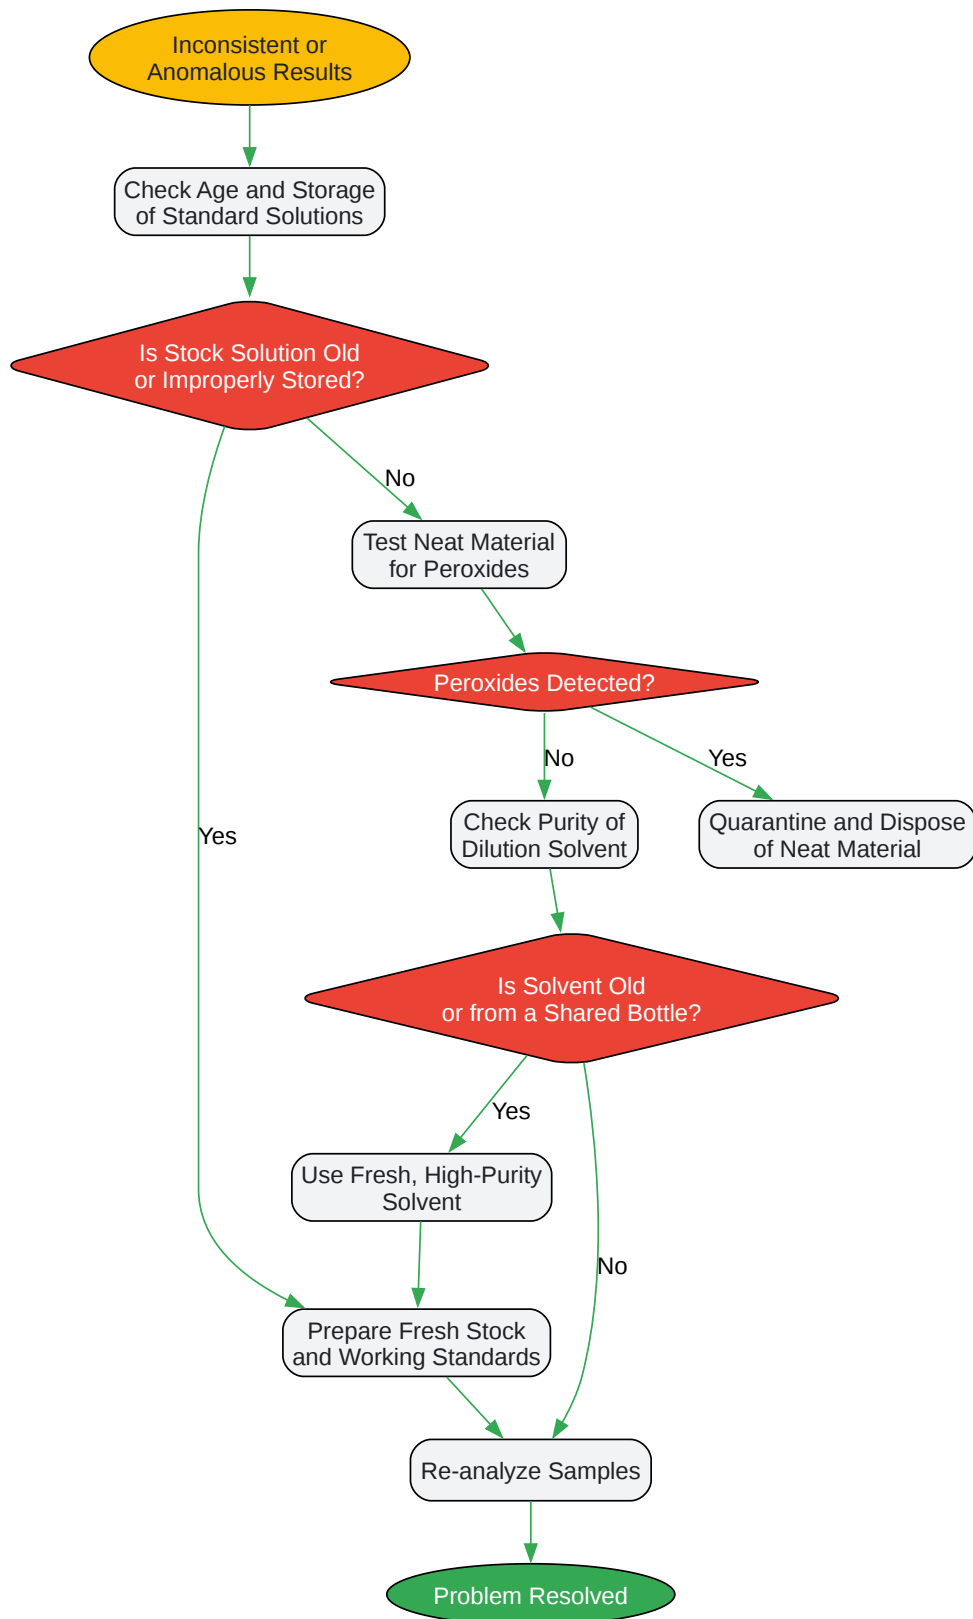 Inconsistent or
Anomalous Results
Check Age and Storage
of Standard Solutions
Is Stock Solution Old
or Improperly Stored?
No
Test Neat Material
for Peroxides
Peroxides Detected?
No
Yes
Check Purity of
Dilution Solvent
Quarantine and Dispose
of Neat Material
Yes
Is Solvent Old
or from a Shared Bottle?
Yes
Use Fresh, High-Purity
Solvent
No
Prepare Fresh Stock
and Working Standards
Re-analyze Samples
Problem Resolved